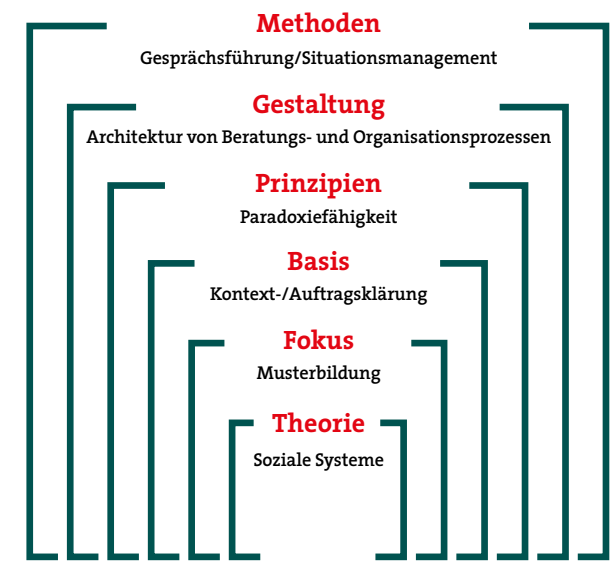 Methoden
Gesprächsführung/Situationsmanagement
Gestaltung
Architektur von Beratungs- und Organisationsprozessen
Prinzipien
Paradoxiefähigkeit
Basis
Kontext-/Auftragsklärung
Fokus
Musterbildung
Theorie
Soziale Systeme